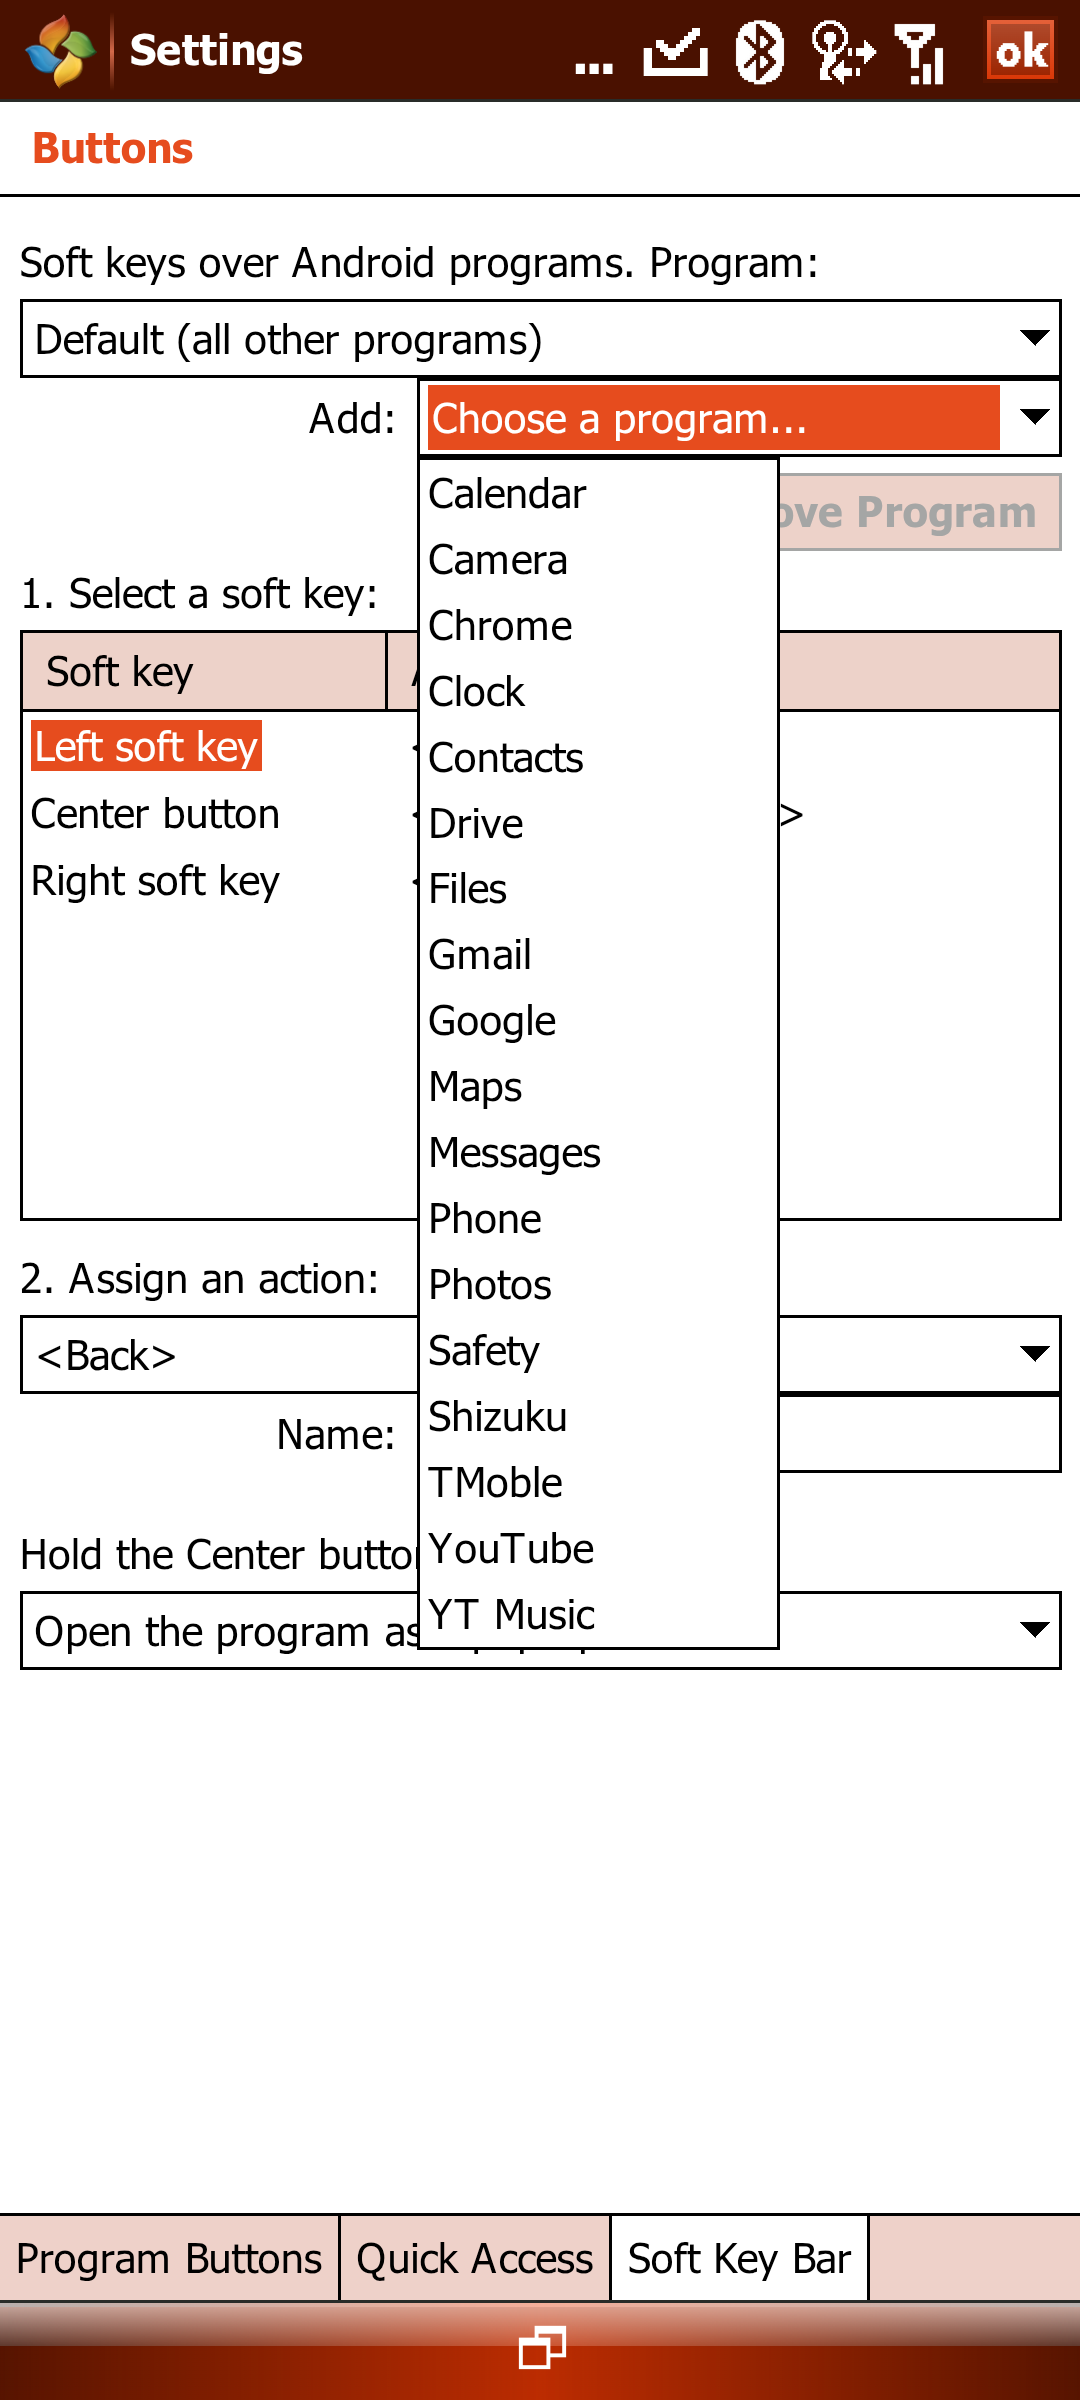 Settings
... ok
Buttons
Soft keys over Android programs. Program:
Default (all other programs)
Add: Choose a program...
Calendar
Program
Camera
1. Select a soft key:
Chrome
Soft key
Clock
Left soft key
Contacts
Center button
Drive
Right soft key
Files
Gmail
Google
Maps
Messages
Phone
2. Assign an action:
Photos
<Back>
Safety
Name:
Shizuku
TMoble
Hold the Center
YouTube
Open the program
YT Music
Program Buttons
Quick Access
Soft Key Bar